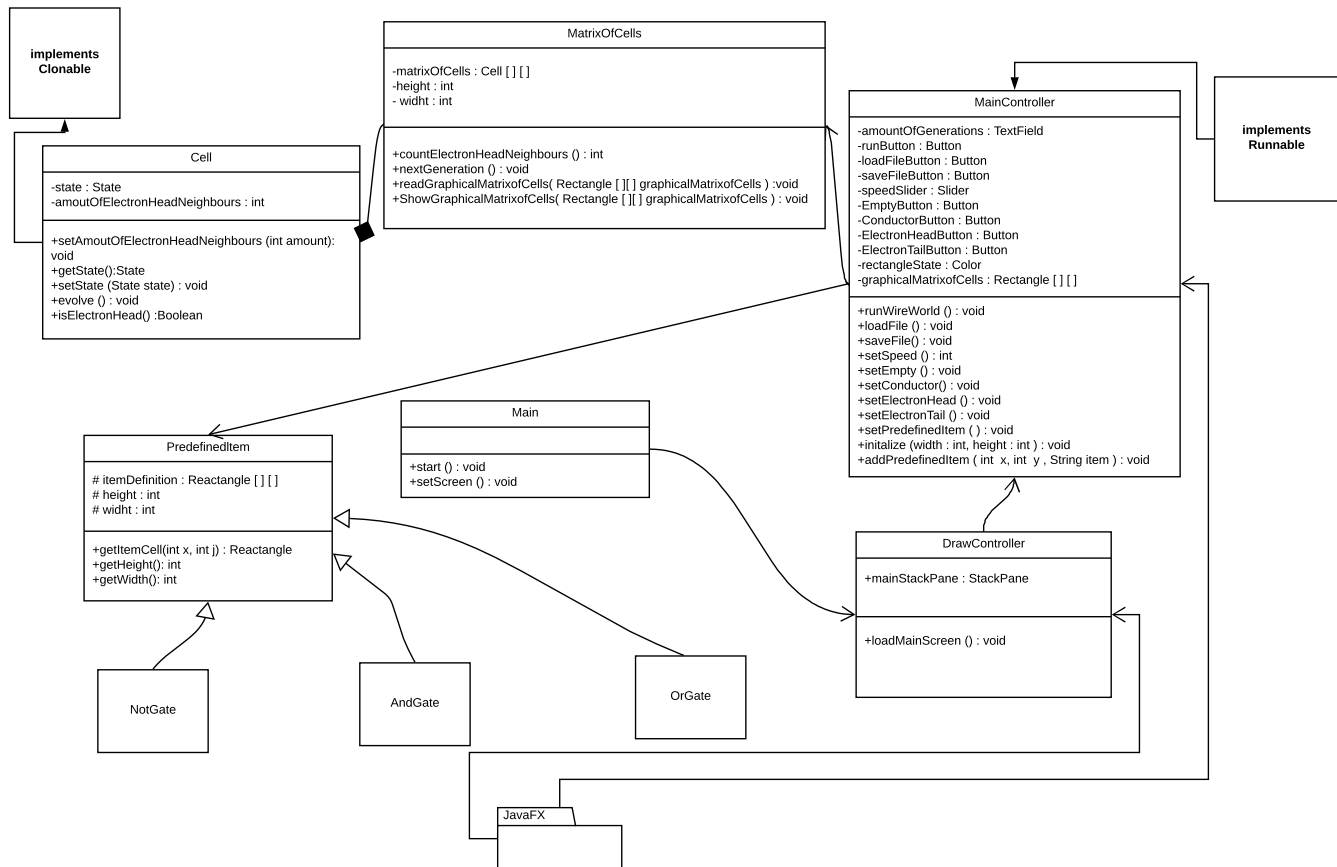 implements
Clonable
MatrixOfCells
-matrixOfCells : Cell [ ] [ ]
-height : int
- widht : int
+countElectronHeadNeighbours () : int
+nextGeneration () : void
+readGraphicalMatrixofCells( Rectangle [ ][ ] graphicalMatrixofCells ) :void
+ShowGraphicalMatrixofCells( Rectangle [ ][ ] graphicalMatrixofCells ) : void
MainController
-amountOfGenerations : TextField
-runButton : Button
-loadFileButton : Button
-saveFileButton : Button
-speedSlider : Slider
-EmptyButton : Button
-ConductorButton : Button
-ElectronHeadButton : Button
-ElectronTailButton : Button
-rectangleState : Color
-graphicalMatrixofCells : Rectangle [ ] [ ]
+runWireWorld () : void
+loadFile () : void
+saveFile() : void
+setSpeed () : int
+setEmpty () : void
+setConductor() : void
+setElectronHead () : void
+setElectronTail () : void
+setPredefinedItem ( ) : void
+initalize (width : int, height : int ) : void
+addPredefinedItem ( int x, int y , String item ) : void
implements
Runnable
Cell
-state : State
-amoutOfElectronHeadNeighbours : int
+setAmoutOfElectronHeadNeighbours (int amount):
void
+getState():State
+setState (State state) : void
+evolve () : void
+isElectronHead() :Boolean
Main
+start () : void
+setScreen () : void
PredefinedItem
# itemDefinition : Reactangle [ ] [ ]
# height : int
# widht : int
+getItemCell(int x, int j) : Reactangle
+getHeight(): int
+getWidth(): int
DrawController
+mainStackPane : StackPane
+loadMainScreen () : void
NotGate
AndGate
OrGate
JavaFX